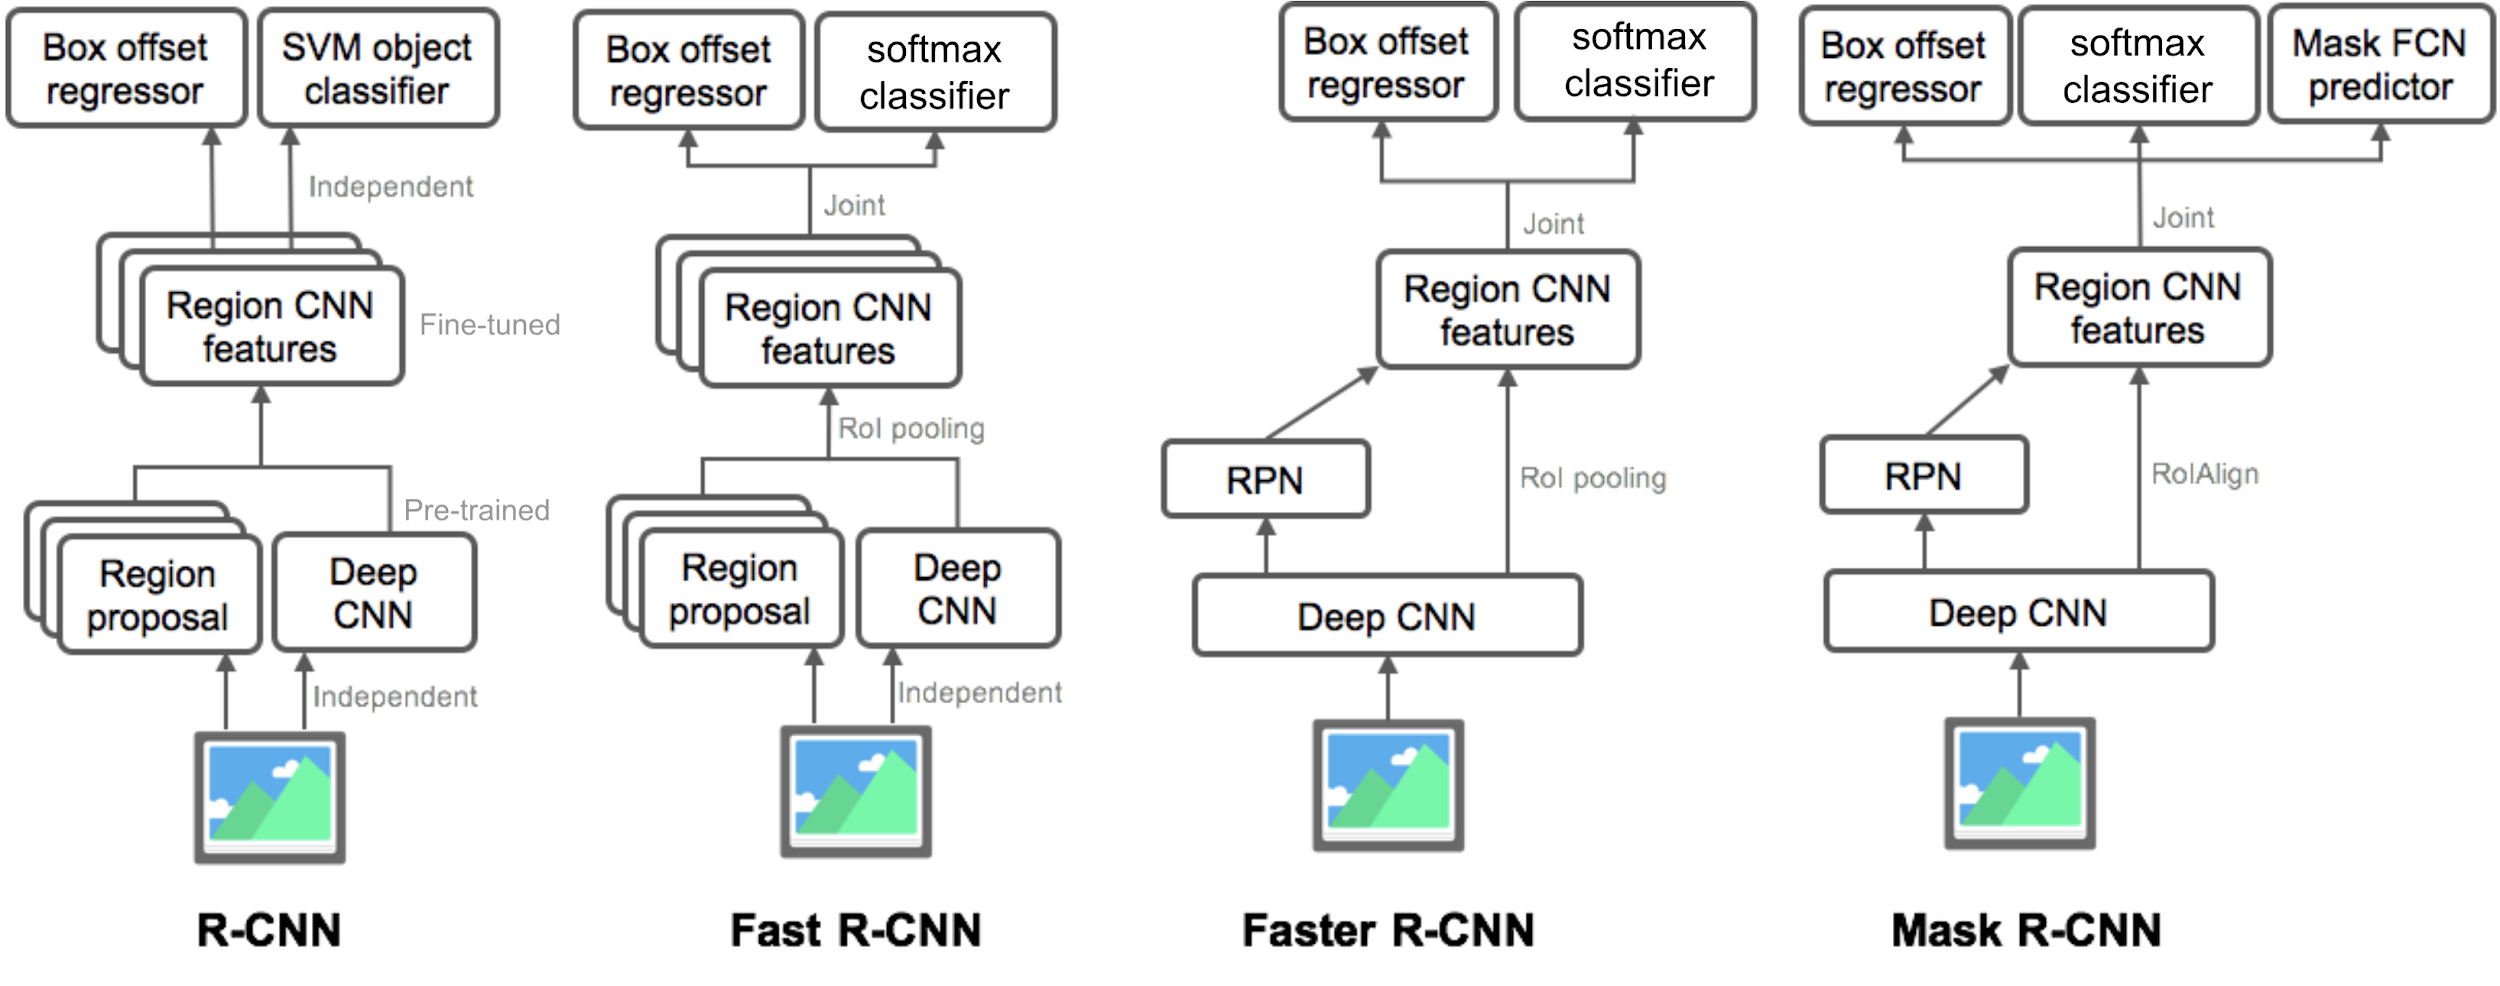 Box offset
regressor
SVM object
classifier
Independent
Region CNN
features
Fine-tuned
Pre-trained
Region
proposal
Deep
CNN
Independent
R-CNN
Box offset
regressor
softmax
classifier
Joint
Region CNN
features
RoI pooling
Region
proposal
Deep
CNN
Independent
Fast R-CNN
Box offset
regressor
softmax
classifier
Joint
Region CNN
features
RPN
RoI pooling
Deep CNN
Faster R-CNN
Box offset
regressor
softmax
classifier
Mask FCN
predictor
Joint
Region CNN
features
RPN
RoIAlign
Deep CNN
Mask R-CNN